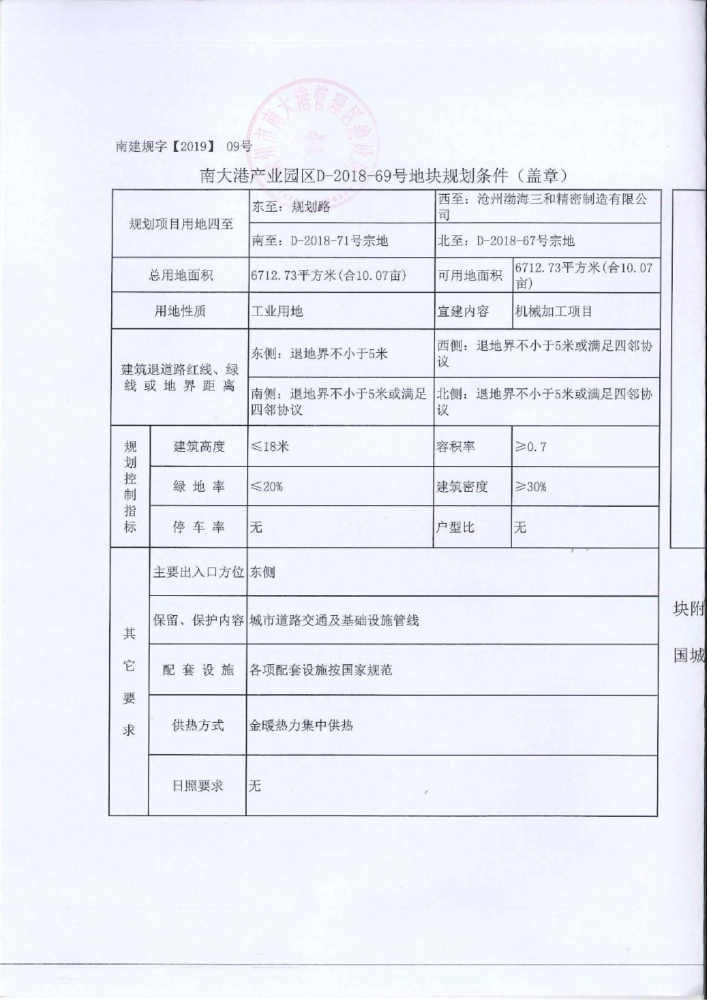 南建规字【2019】 09号
南大港产业园区D-2018-69号地块规划条件（盖章）
规划项目用地四至
东至：规划路
西至：沧州渤海三和精密制造有限公
司
南至：D-2018-71号宗地
北至：D-2018-67号宗地
总用地面积
6712.73平方米(合10.07亩)
可用地面积
6712.73平方米(合10.07
亩)
用地性质
工业用地
宜建内容
机械加工项目
建筑退道路红线、绿
线或地界距离
东侧：退地界不小于5米
西侧：退地界不小于5米或满足四邻协
议
南侧：退地界不小于5米或满足
四邻协议
北侧：退地界不小于5米或满足四邻协
议
规划控制指标
建筑高度
≤18米
容积率
≥0.7
绿地率
≤20%
建筑密度
≥30%
停车率
无
户型比
无
其它要求
主要出入口方位
东侧
保留、保护内容
城市道路交通及基础设施管线
配套设施
各项配套设施按国家规范
供热方式
金暖热力集中供热
日照要求
无
块附
国城
州市南大港管理区建设